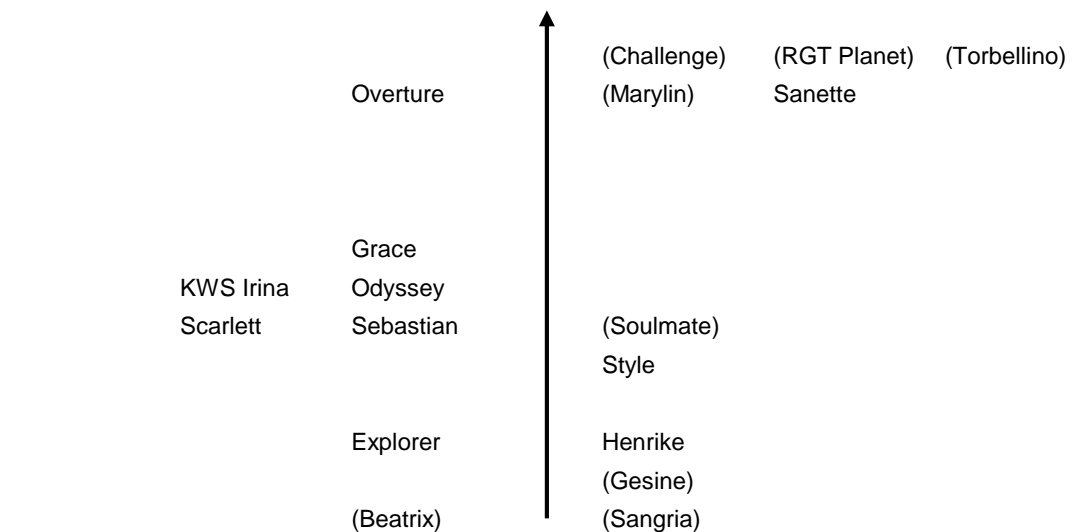 (Challenge) (RGT Planet) (Torbellino)
Overture (Marylin) Sanette
Grace
KWS Irina Odyssey
Scarlett Sebastian (Soulmate)
Style
Explorer Henrike
(Gesine)
(Beatrix) (Sangria)